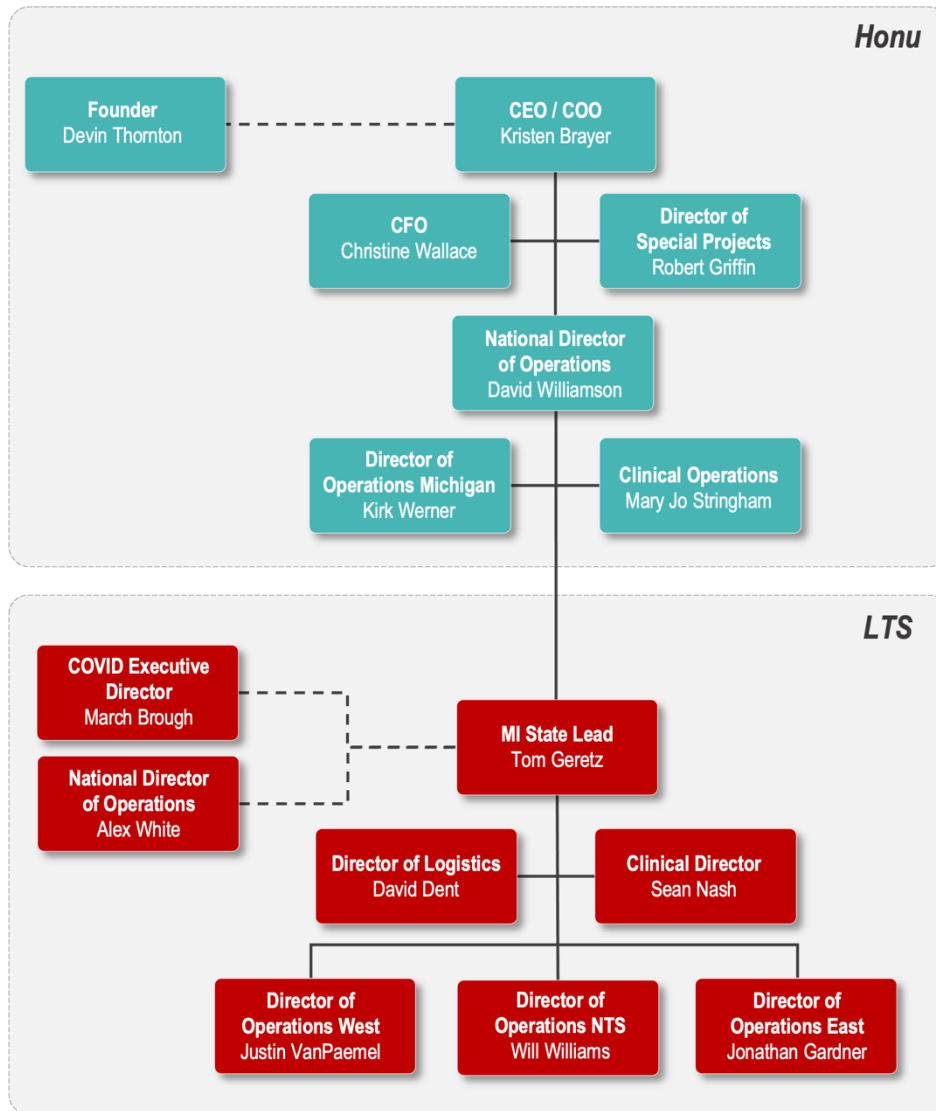 Honu
Founder
Devin Thornton
CEO / COO
Kristen Brayer
CFO
Christine Wallace
Director of
Special Projects
Robert Griffin
National Director
of Operations
David Williamson
Director of
Operations Michigan
Kirk Werner
Clinical Operations
Mary Jo Stringham
LTS
COVID Executive
Director
March Brough
National Director
of Operations
Alex White
MI State Lead
Tom Geretz
Director of Logistics
David Dent
Clinical Director
Sean Nash
Director of
Operations West
Justin VanPaemel
Director of
Operations NTS
Will Williams
Director of
Operations East
Jonathan Gardner